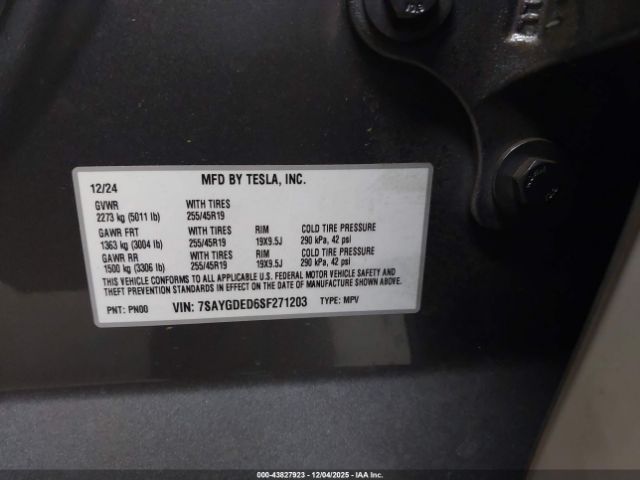 MFD BY TESLA, INC.
12/24
GVWR WITH TIRES
2273 kg (5011 lb) 255/45R19
GAWR FRT WITH TIRES RIM COLD TIRE PRESSURE
1363 kg (3004 lb) 255/45R19 19X9.5J 290 kPa, 42 psi
GAWR RR WITH TIRES RIM COLD TIRE PRESSURE
1500 kg (3306 lb) 255/45R19 19X9.5J 290 kPa, 42 psi
THIS VEHICLE CONFORMS TO ALL APPLICABLE U.S. FEDERAL MOTOR VEHICLE SAFETY AND
THEFT PREVENTION STANDARDS IN EFFECT ON THE DATE OF MANUFACTURE SHOWN ABOVE.
PNT: PN00 VIN: 7SAYGDED6SF271203 TYPE: MPV
© IAA 000-43827923 | 12/04/2025 - © Copyright 2025 IAA, Inc.